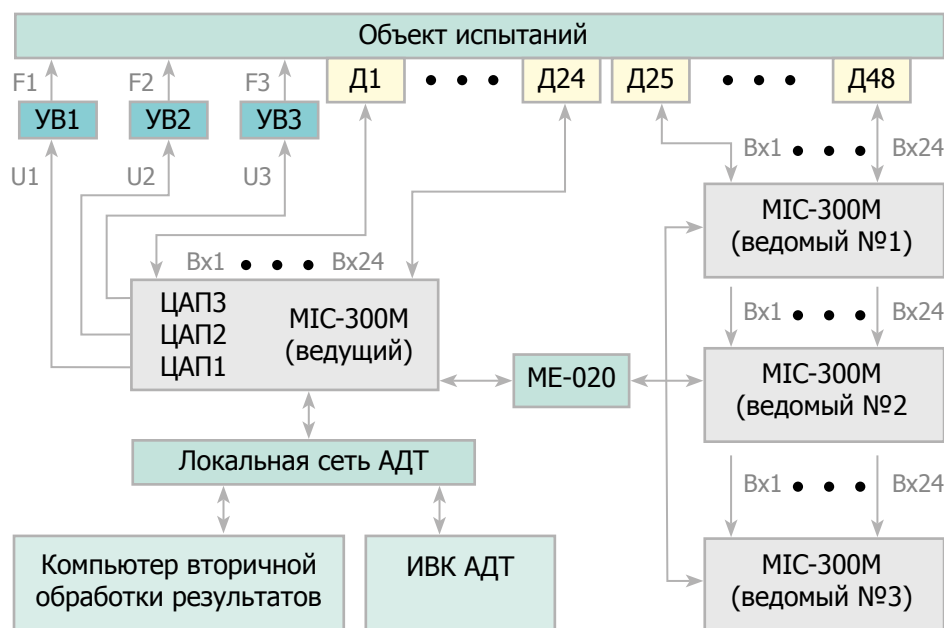 Объект испытаний
F1
F2
F3
Д1
Д24
Д25
Д48
УВ1
УВ2
УВ3
U1
U2
U3
Вх1
Вх24
MIC-300M
(ведомый №1)
Вх1
Вх24
ЦАП3
ЦАП2
ЦАП1
MIC-300M
(ведущий)
Вх1
Вх24
МЕ-020
MIC-300M
(ведомый №2
Локальная сеть АДТ
Вх1
Вх24
Компьютер вторичной
обработки результатов
ИВК АДТ
MIC-300M
(ведомый №3)